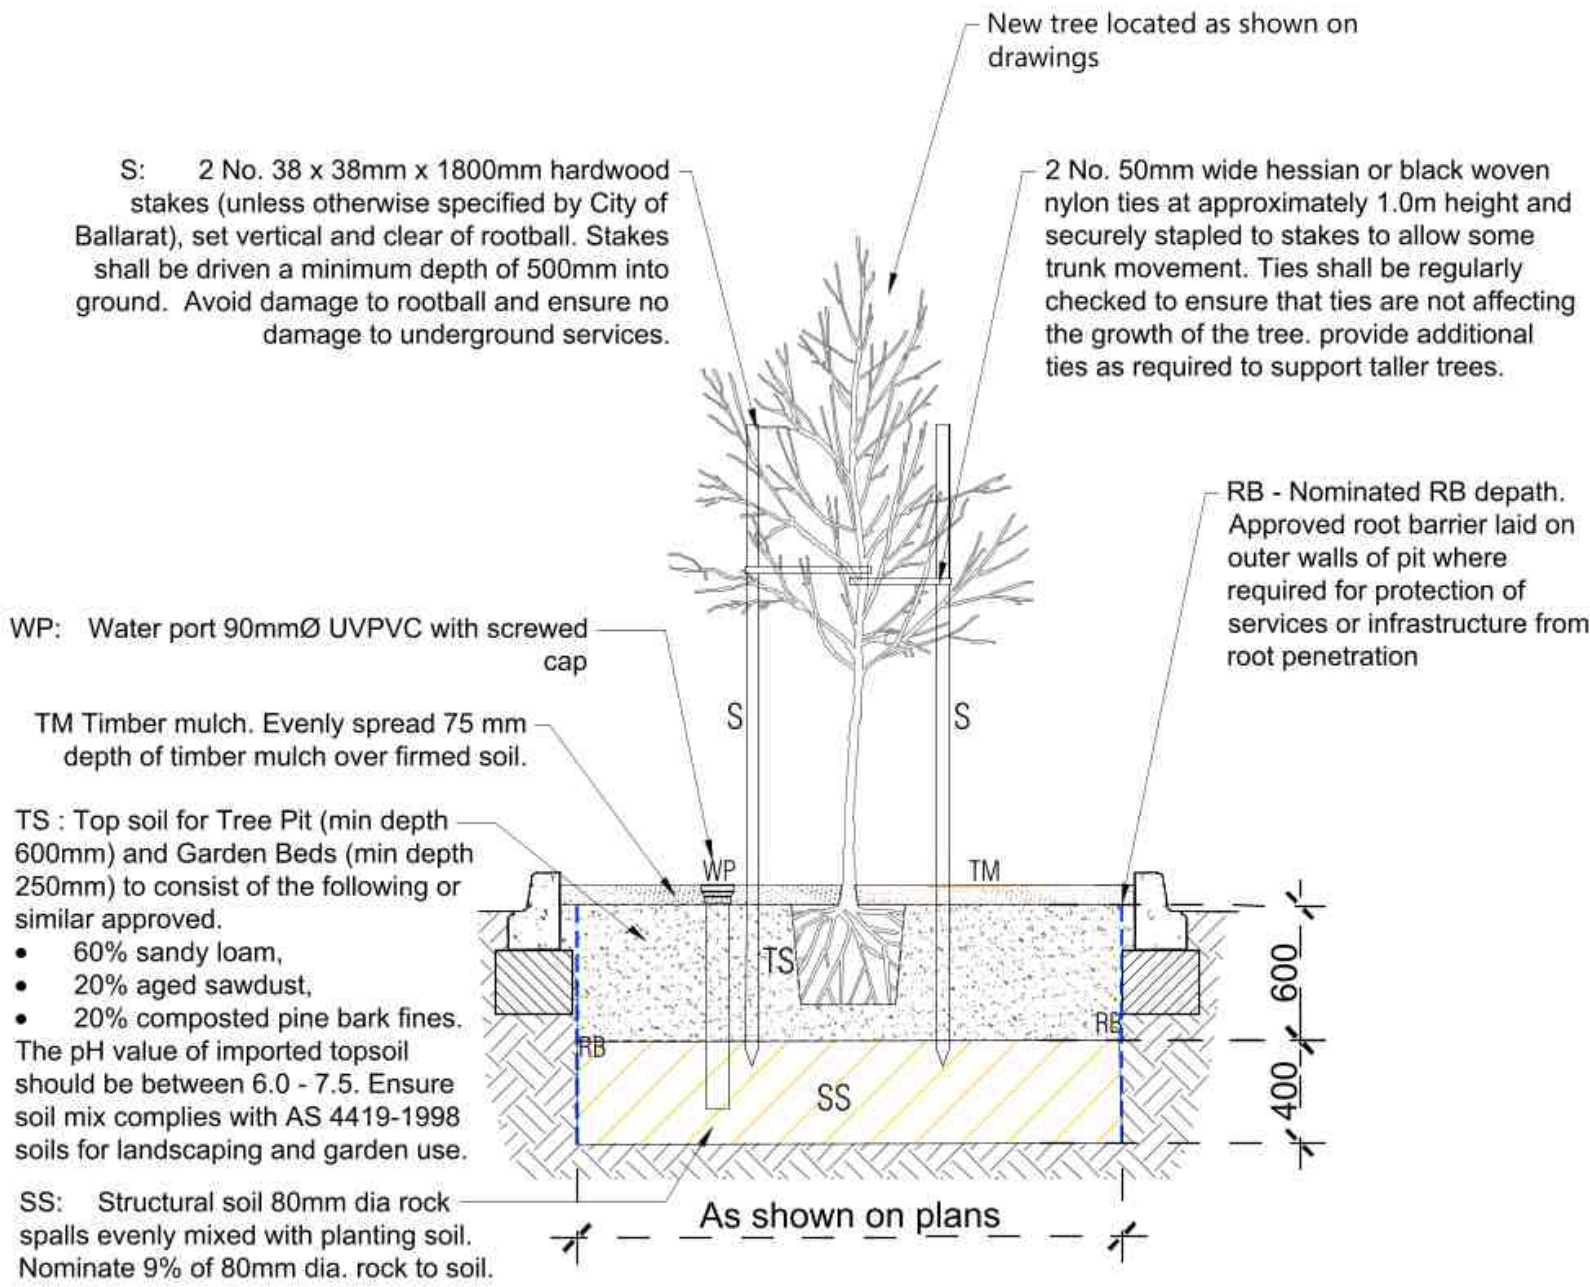 New tree located as shown on
drawings
S: 2 No. 38 x 38mm x 1800mm hardwood
stakes (unless otherwise specified by City of
Ballarat), set vertical and clear of rootball. Stakes
shall be driven a minimum depth of 500mm into
ground. Avoid damage to rootball and ensure no
damage to underground services.
2 No. 50mm wide hessian or black woven
nylon ties at approximately 1.0m height and
securely stapled to stakes to allow some
trunk movement. Ties shall be regularly
checked to ensure that ties are not affecting
the growth of the tree. provide additional
ties as required to support taller trees.
RB - Nominated RB depath.
Approved root barrier laid on
outer walls of pit where
required for protection of
services or infrastructure from
root penetration
WP: Water port 90mmØ UVPVC with screwed
cap
TM Timber mulch. Evenly spread 75 mm
depth of timber mulch over firmed soil.
TS : Top soil for Tree Pit (min depth
600mm) and Garden Beds (min depth
250mm) to consist of the following or
similar approved.
• 60% sandy loam,
• 20% aged sawdust,
• 20% composted pine bark fines.
The pH value of imported topsoil
should be between 6.0 - 7.5. Ensure
soil mix complies with AS 4419-1998
soils for landscaping and garden use.
SS: Structural soil 80mm dia rock
spalls evenly mixed with planting soil.
Nominate 9% of 80mm dia. rock to soil.
S
S
WP
TM
TS
RB
RB
SS
600
400
As shown on plans